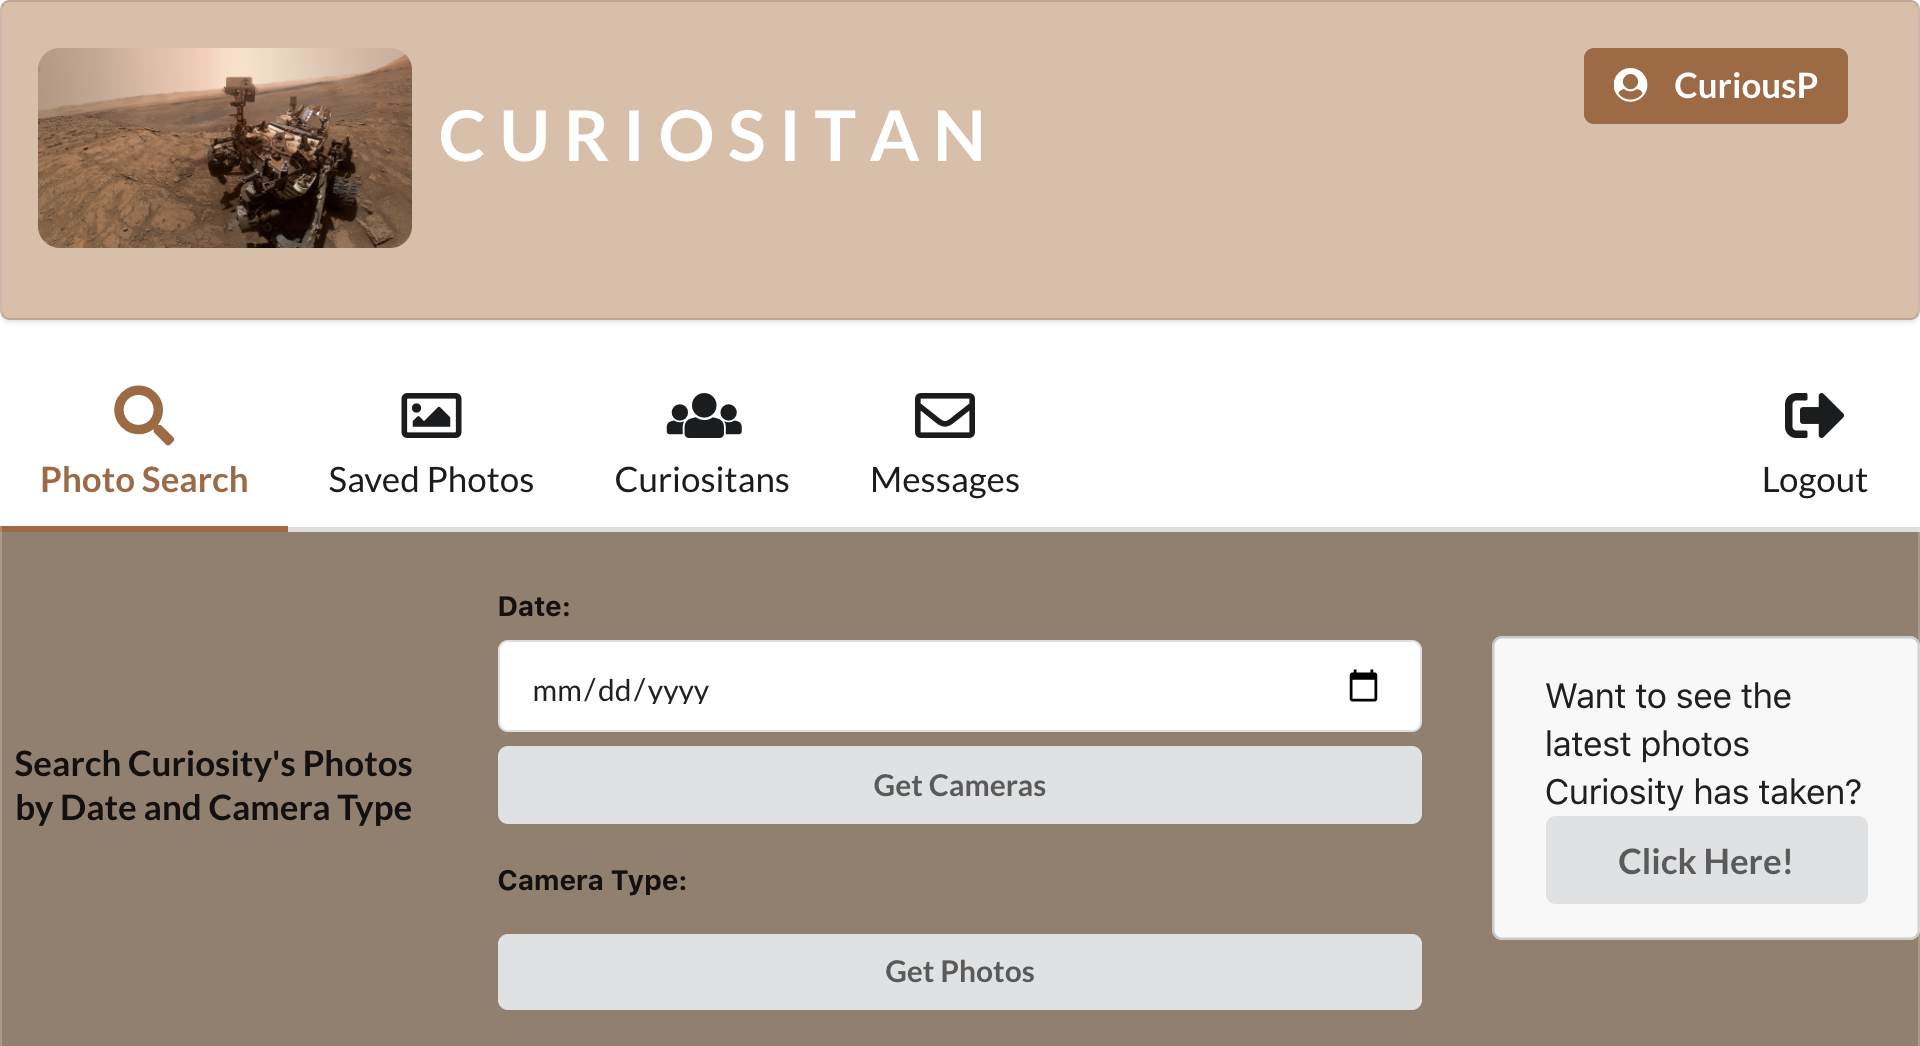 CURIOSITAN
CuriousP
Photo Search
Saved Photos
Curiositans
Messages
Logout
Search Curiosity's Photos
by Date and Camera Type
Date:
mm/dd/yyyy
Get Cameras
Camera Type:
Get Photos
Want to see the
latest photos
Curiosity has taken?
Click Here!